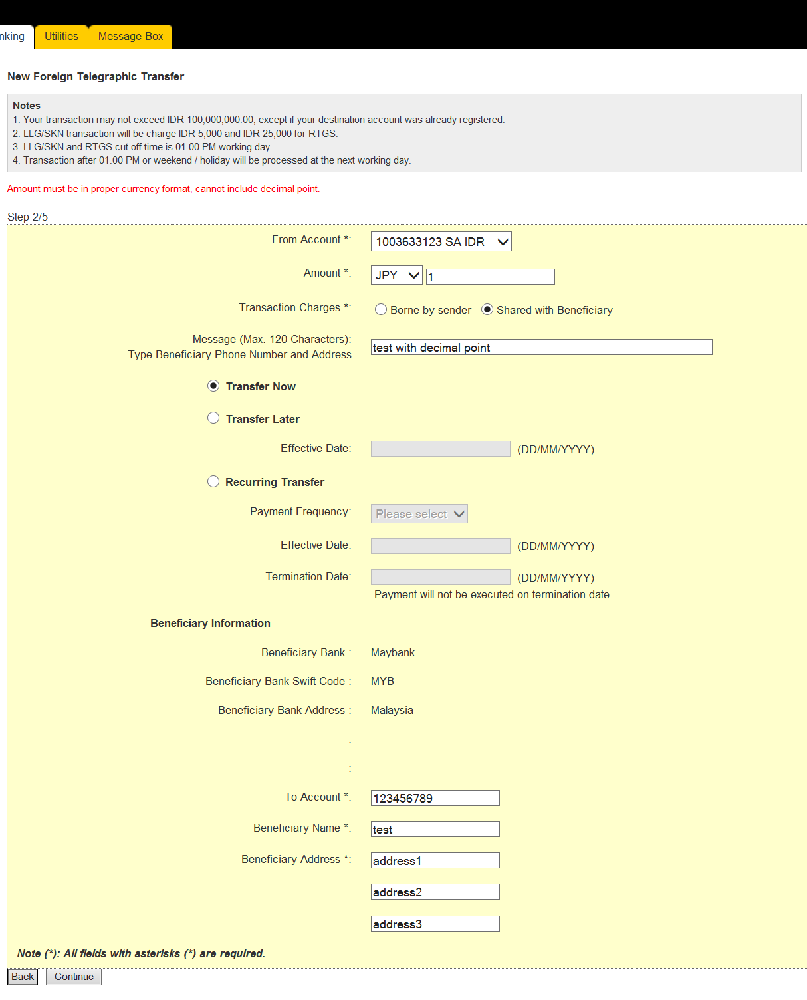 nking Utilities Message Box
New Foreign Telegraphic Transfer
Notes
1. Your transaction may not exceed IDR 100,000,000.00, except if your destination account was already registered.
2. LLG/SKN transaction will be charge IDR 5,000 and IDR 25,000 for RTGS.
3. LLG/SKN and RTGS cut off time is 01.00 PM working day.
4. Transaction after 01.00 PM or weekend / holiday will be processed at the next working day.
Amount must be in proper currency format, cannot include decimal point.
Step 2/5
From Account *: 1003633123 SA IDR
Amount *: JPY 1
Transaction Charges *: Borne by sender Shared with Beneficiary
Message (Max. 120 Characters):
Type Beneficiary Phone Number and Address test with decimal point
Transfer Now
Transfer Later
Effective Date: (DD/MM/YYYY)
Recurring Transfer
Payment Frequency: Please select
Effective Date: (DD/MM/YYYY)
Termination Date: (DD/MM/YYYY)
Payment will not be executed on termination date.
Beneficiary Information
Beneficiary Bank : Maybank
Beneficiary Bank Swift Code : MYB
Beneficiary Bank Address : Malaysia
:
:
To Account *: 123456789
Beneficiary Name *: test
Beneficiary Address *: address1
address2
address3
Note (*): All fields with asterisks (*) are required.
Back Continue